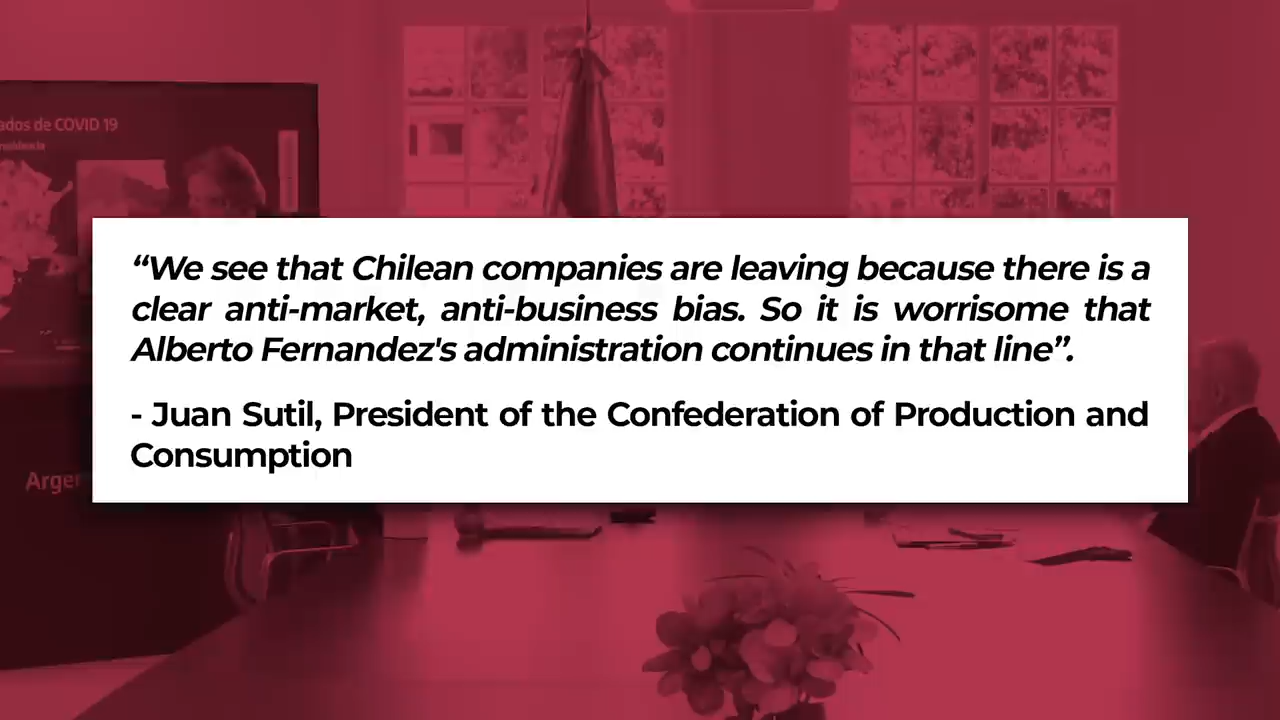 ados de COVID 19
“We see that Chilean companies are leaving because there is a
clear anti-market, anti-business bias. So it is worrisome that
Alberto Fernandez's administration continues in that line”.
- Juan Sutil, President of the Confederation of Production and
Consumption
Argen